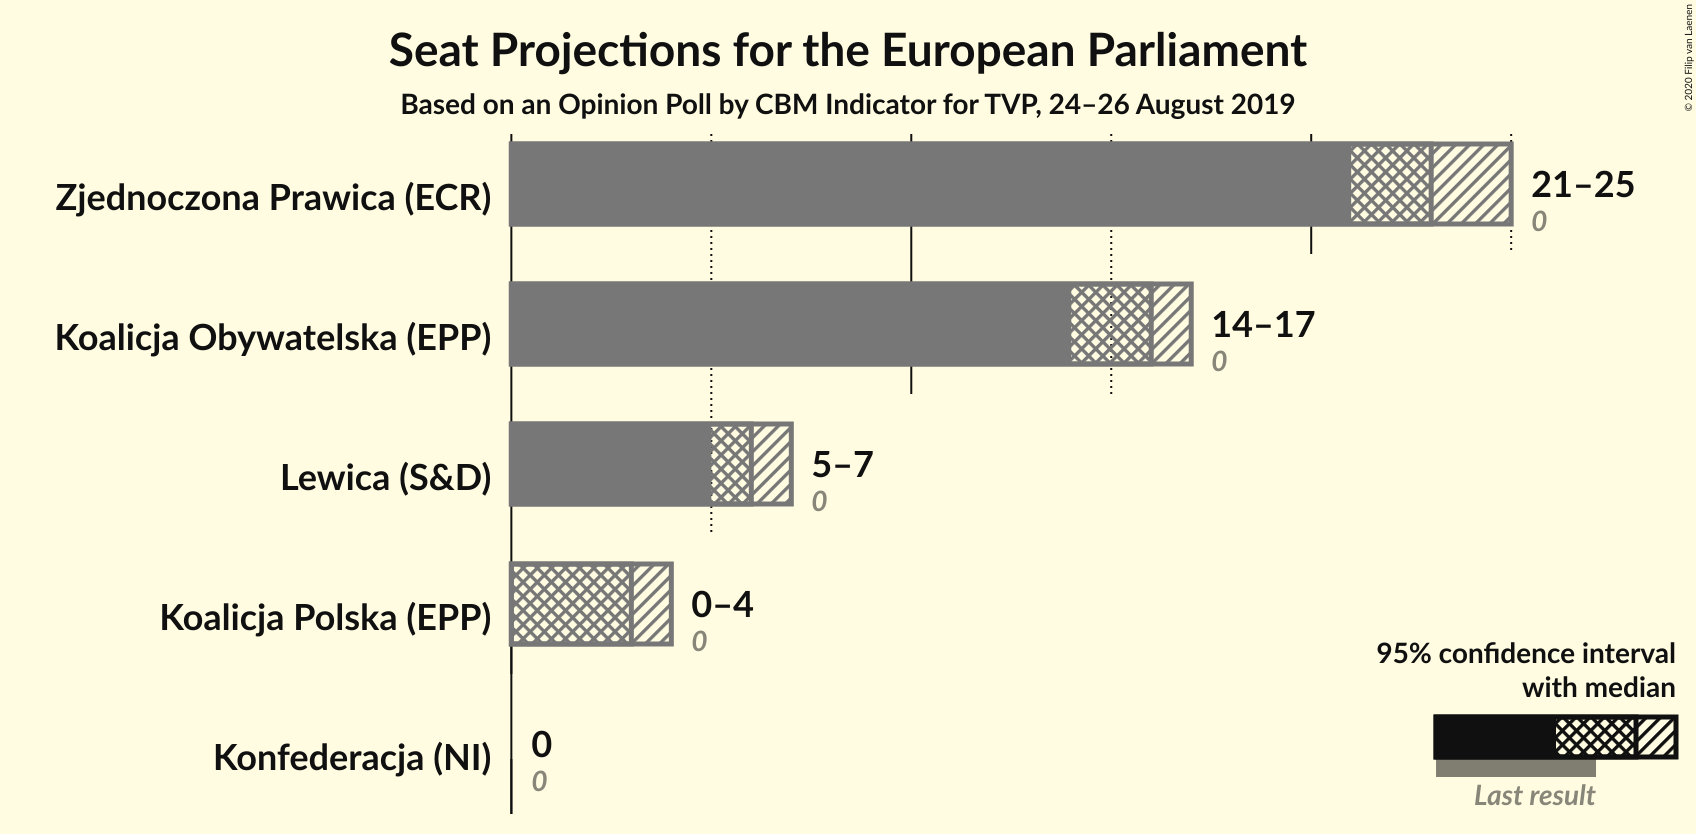 Seat Projections for the European Parliament
Based on an Opinion Poll by CBM Indicator for TVP, 24–26 August 2019
© 2020 Filip van Laenen
Zjednoczona Prawica (ECR)
21–25
0
Koalicja Obywatelska (EPP)
14–17
0
Lewica (S&D)
5–7
0
Koalicja Polska (EPP)
0–4
0
Konfederacja (NI)
0
0
95% confidence interval
with median
Last result